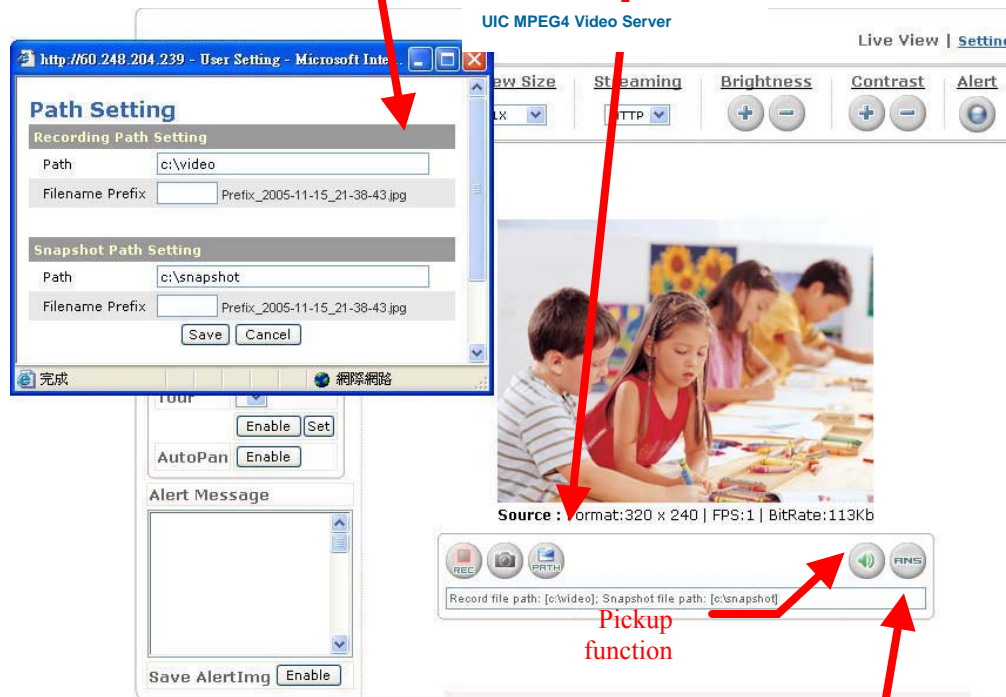 UIC MPEG4 Video Server
Live View | Setting
http://60.248.204.239 - User Setting - Microsoft Inte...
Path Setting
Recording Path Setting
Path c:\video
Filename Prefix Prefix_2005-11-15_21-38-43.jpg
Snapshot Path Setting
Path c:\snapshot
Filename Prefix Prefix_2005-11-15_21-38-43.jpg
Save Cancel
完成 網際網路
View Size Streaming Brightness Contrast Alert
1X HTTP
Tour
Enable Set
AutoPan Enable
Alert Message
Save AlertImg Enable
Source : Format:320 x 240 | FPS:1 | BitRate:113Kb
REC PATH ANS
Record file path: [c:\video]; Snapshot file path: [c:\snapshot]
Pickup
function